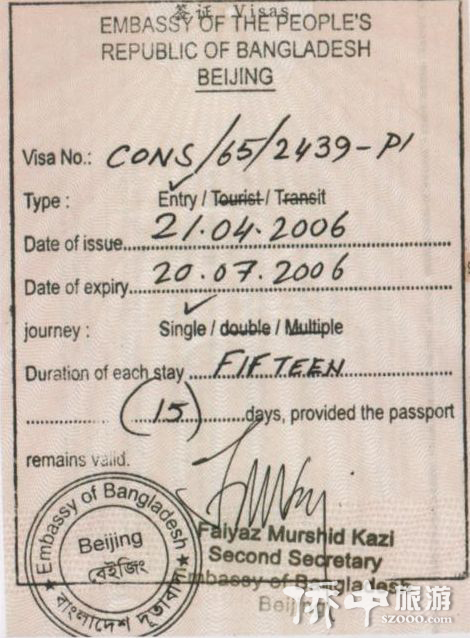 签证 Visas
EMBASSY OF THE PEOPLE'S
REPUBLIC OF BANGLADESH
BEIJING
Visa No.: CONS/65/2439-PI
Type : Entry / Tourist / Transit
Date of issue 21.04.2006
Date of expiry 20.07.2006
journey : Single / double / Multiple
Duration of each stay FIFTEEN
(15) days, provided the passport
remains valid.
Embassy of Bangladesh
Beijing
বেইজিং
বাংলাদেশ দূতাবাস
Faiyaz Murshid Kazi
Second Secretary
Embassy of Bangladesh
Beijing
侨中旅游
SZ000.COM